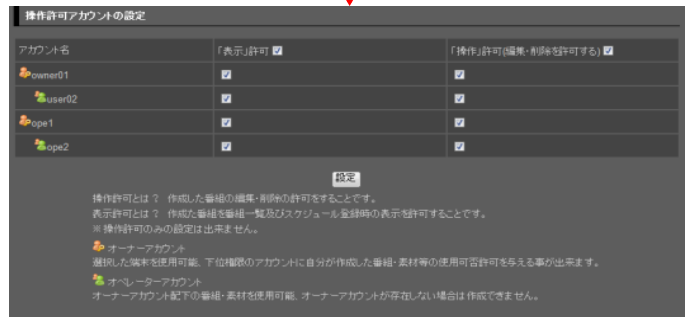 操作許可アカウントの設定
アカウント名 「表示」許可 「操作」許可(編集・削除を許可する)
owner01
user02
ope1
ope2
設定
操作許可とは？ 作成した番組の編集・削除の許可をすることです。
表示許可とは？ 作成た番組を番組一覧及びスケジュール登録時の表示を許可することです。
※操作許可のみの設定は出来ません。
オーナーアカウント
選択した端末を使用可能、下位権限のアカウントに自分が作成した番組・素材等の使用可否許可を与える事が出来ます。
オペレーターアカウント
オーナーアカウント配下の番組・素材を使用可能、オーナーアカウントが存在しない場合は作成できません。